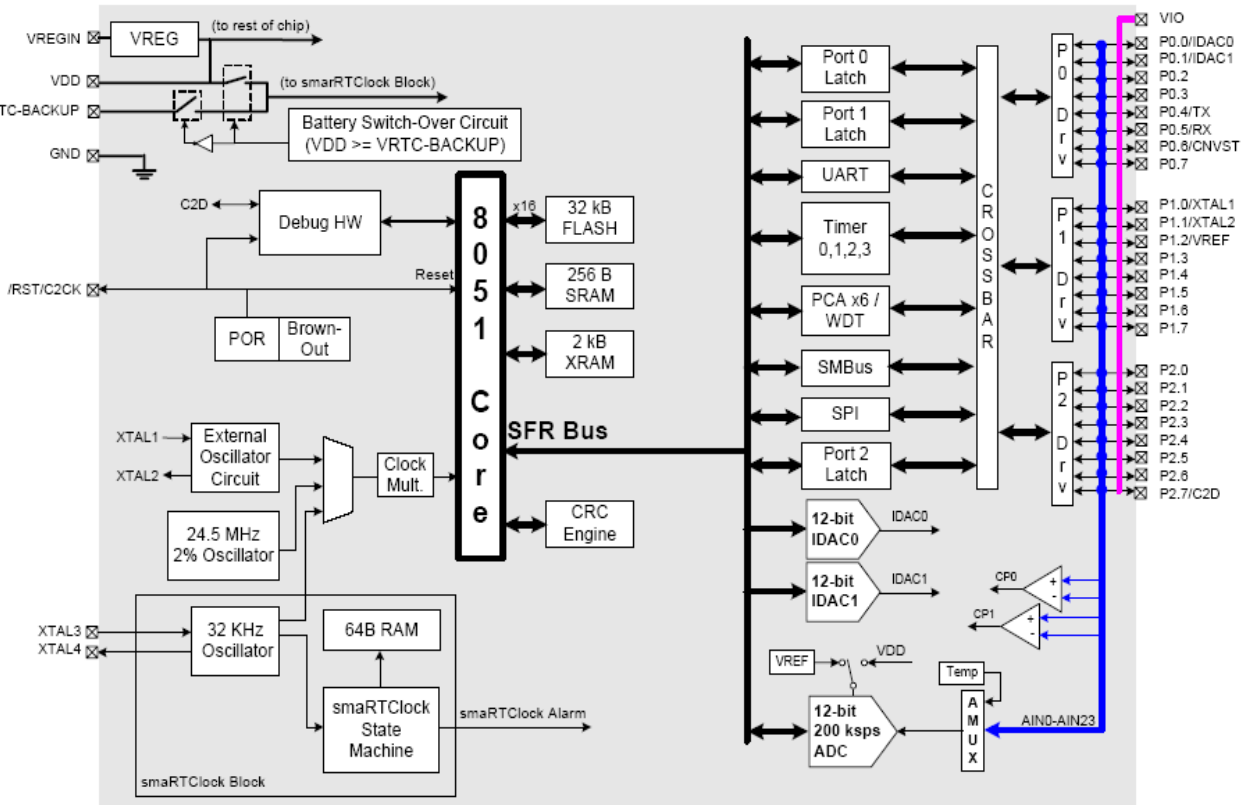 VREGIN
VREG
(to rest of chip)
VDD
(to smaRTClock Block)
TC-BACKUP
Battery Switch-Over Circuit
(VDD >= VRTC-BACKUP)
GND
C2D
Debug HW
/RST/C2CK
Reset
POR
Brown-
Out
8051 Core
x16
32 kB
FLASH
256 B
SRAM
2 kB
XRAM
SFR Bus
CRC
Engine
XTAL1
XTAL2
External
Oscillator
Circuit
Clock
Mult.
24.5 MHz
2% Oscillator
XTAL3
XTAL4
32 KHz
Oscillator
64B RAM
smaRTClock
State
Machine
smaRTClock Alarm
smaRTClock Block
Port 0
Latch
Port 1
Latch
UART
Timer
0,1,2,3
PCA x6 /
WDT
SMBus
SPI
Port 2
Latch
CROSSBAR
12-bit
IDAC0
IDAC0
12-bit
IDAC1
IDAC1
VREF
VDD
12-bit
200 ksps
ADC
Temp
AMUX
AIN0-AIN23
CP0
+
-
CP1
+
-
P0 Drv
P1 Drv
P2 Drv
VIO
P0.0/IDAC0
P0.1/IDAC1
P0.2
P0.3
P0.4/TX
P0.5/RX
P0.6/CNVST
P0.7
P1.0/XTAL1
P1.1/XTAL2
P1.2/VREF
P1.3
P1.4
P1.5
P1.6
P1.7
P2.0
P2.1
P2.2
P2.3
P2.4
P2.5
P2.6
P2.7/C2D